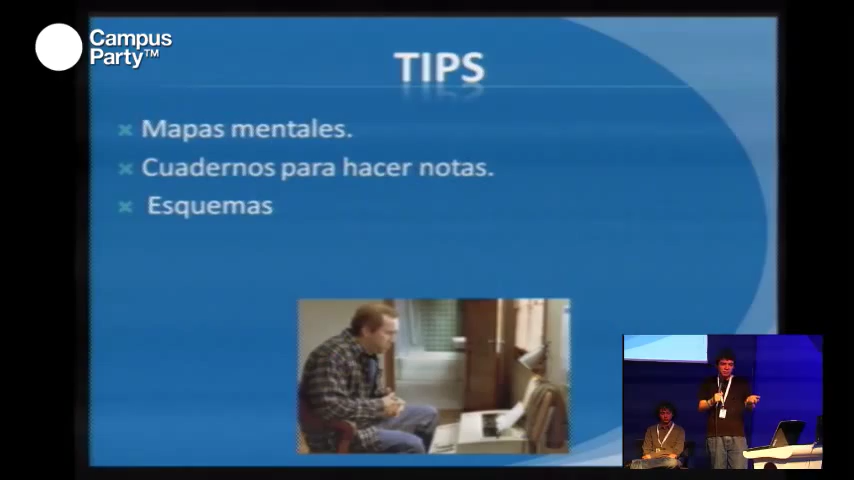 Campus
Party™
TIPS
Mapas mentales.
Cuadernos para hacer notas.
Esquemas